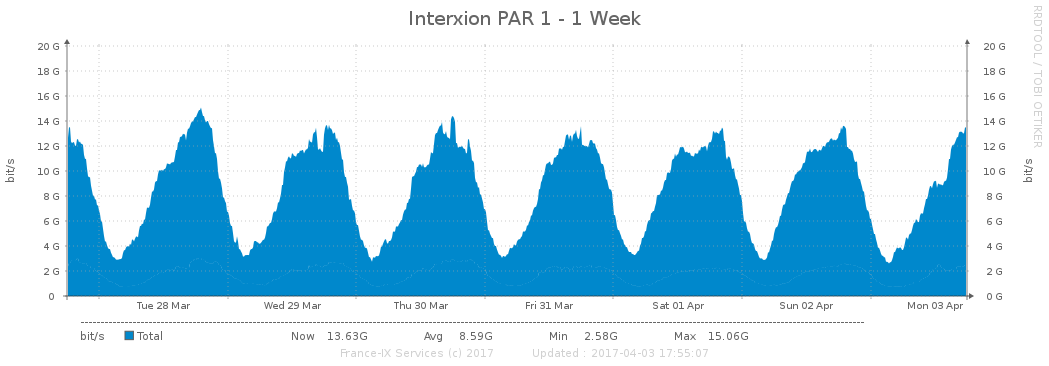 Interxion PAR 1 - 1 Week
RRDTOOL / TOBI OETIKER
bit/s
20 G 20 G
18 G 18 G
16 G 16 G
14 G 14 G
12 G 12 G
10 G 10 G
8 G 8 G
6 G 6 G
4 G 4 G
2 G 2 G
0 0 G
bit/s
Tue 28 Mar Wed 29 Mar Thu 30 Mar Fri 31 Mar Sat 01 Apr Sun 02 Apr Mon 03 Apr
bit/s Total Now 13.63G Avg 8.59G Min 2.58G Max 15.06G
France-IX Services (c) 2017 Updated : 2017-04-03 17:55:07